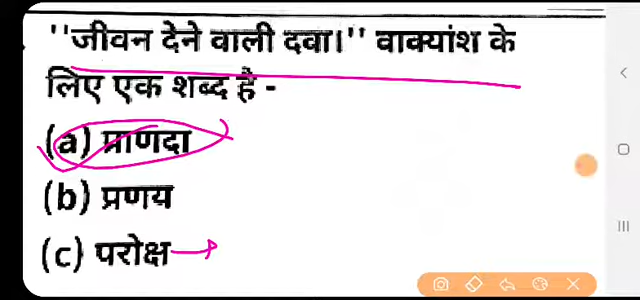 ''जीवन देने वाली दवा।'' वाक्यांश के
लिए एक शब्द है -
(a) प्राणदा
(b) प्रणय
(c) परोक्ष